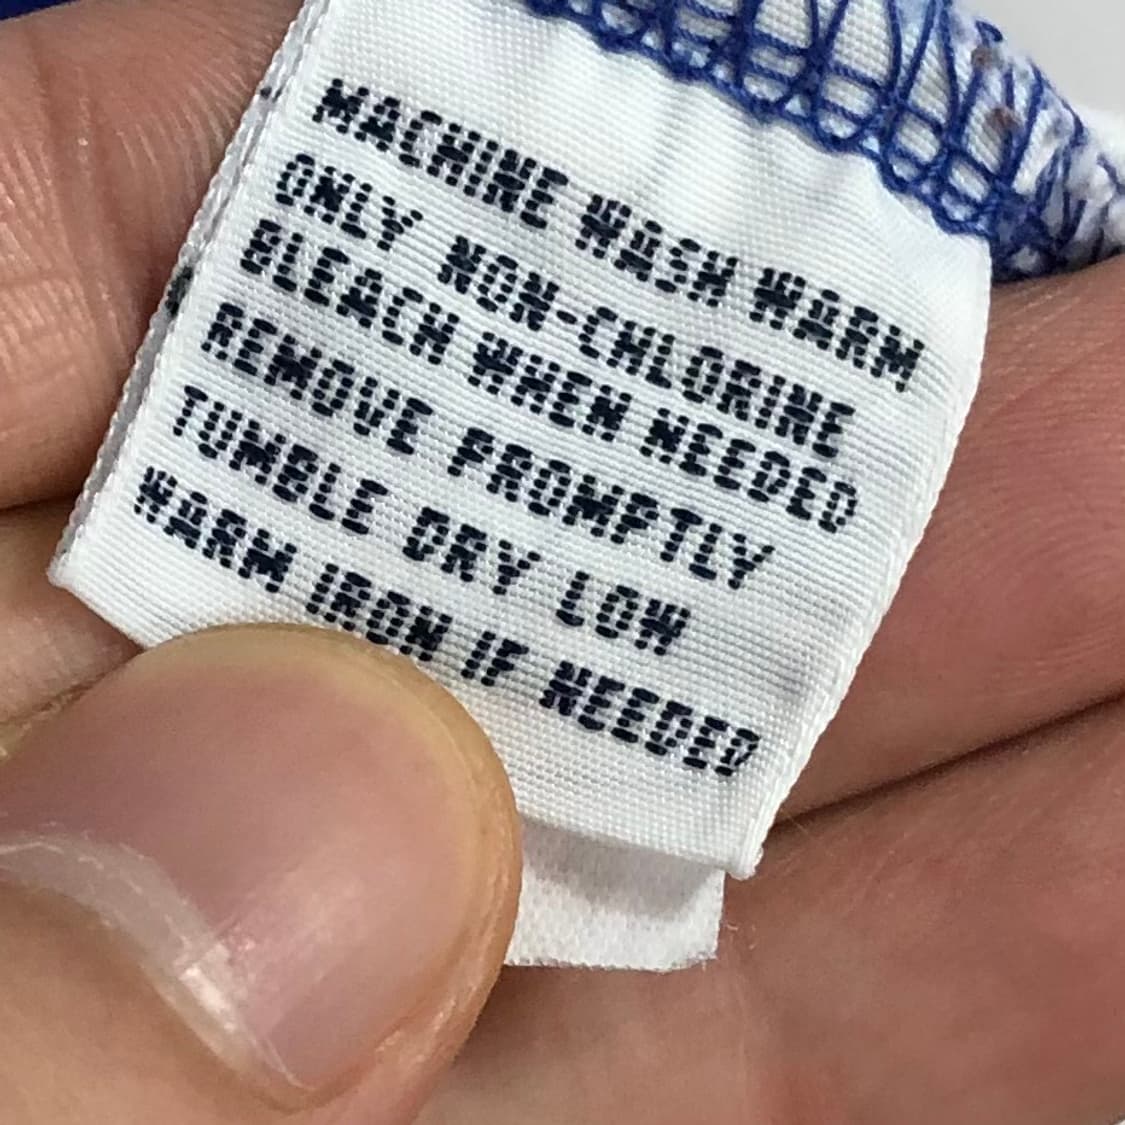 MACHINE WASH WARM
ONLY NON-CHLORINE
BLEACH WHEN NEEDED
REMOVE PROMPTLY
TUMBLE DRY LOW
WARM IRON IF NEEDED